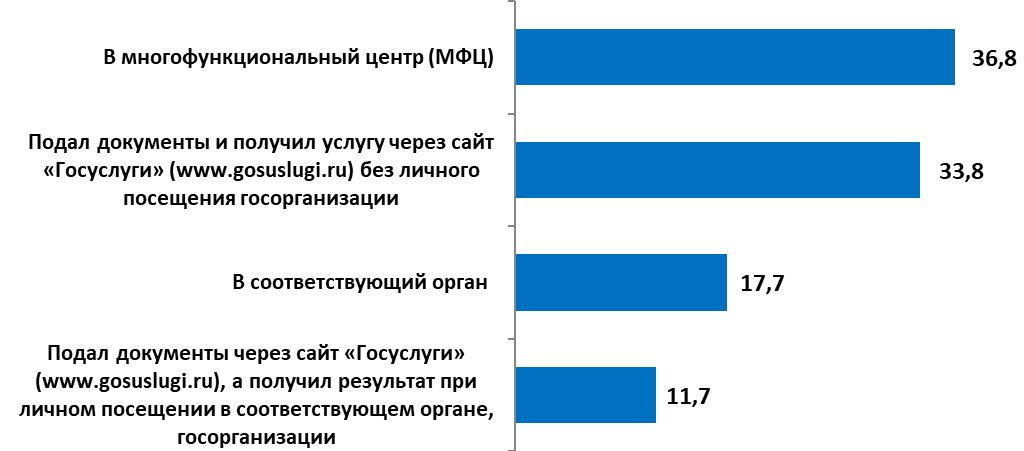 В многофункциональный центр (МФЦ)
36,8
Подал документы и получил услугу через сайт
«Госуслуги» (www.gosuslugi.ru) без личного
посещения госорганизации
33,8
В соответствующий орган
17,7
Подал документы через сайт «Госуслуги»
(www.gosuslugi.ru), а получил результат при
личном посещении в соответствующем органе,
госорганизации
11,7